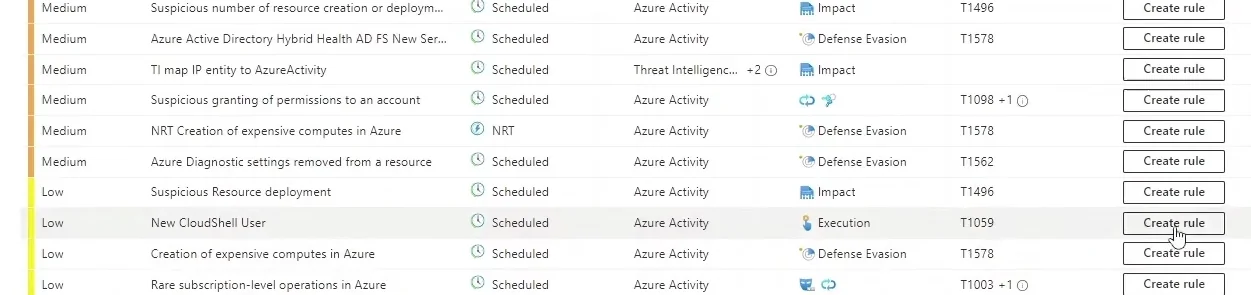 Medium Suspicious number of resource creation or deploym... Scheduled Azure Activity Impact T1496 Create rule
Medium Azure Active Directory Hybrid Health AD FS New Ser... Scheduled Azure Activity Defense Evasion T1578 Create rule
Medium TI map IP entity to AzureActivity Scheduled Threat Intelligenc... +2 Impact Create rule
Medium Suspicious granting of permissions to an account Scheduled Azure Activity T1098 +1 Create rule
Medium NRT Creation of expensive computes in Azure NRT Azure Activity Defense Evasion T1578 Create rule
Medium Azure Diagnostic settings removed from a resource Scheduled Azure Activity Defense Evasion T1562 Create rule
Low Suspicious Resource deployment Scheduled Azure Activity Impact T1496 Create rule
Low New CloudShell User Scheduled Azure Activity Execution T1059 Create rule
Low Creation of expensive computes in Azure Scheduled Azure Activity Defense Evasion T1578 Create rule
Low Rare subscription-level operations in Azure Scheduled Azure Activity T1003 +1 Create rule